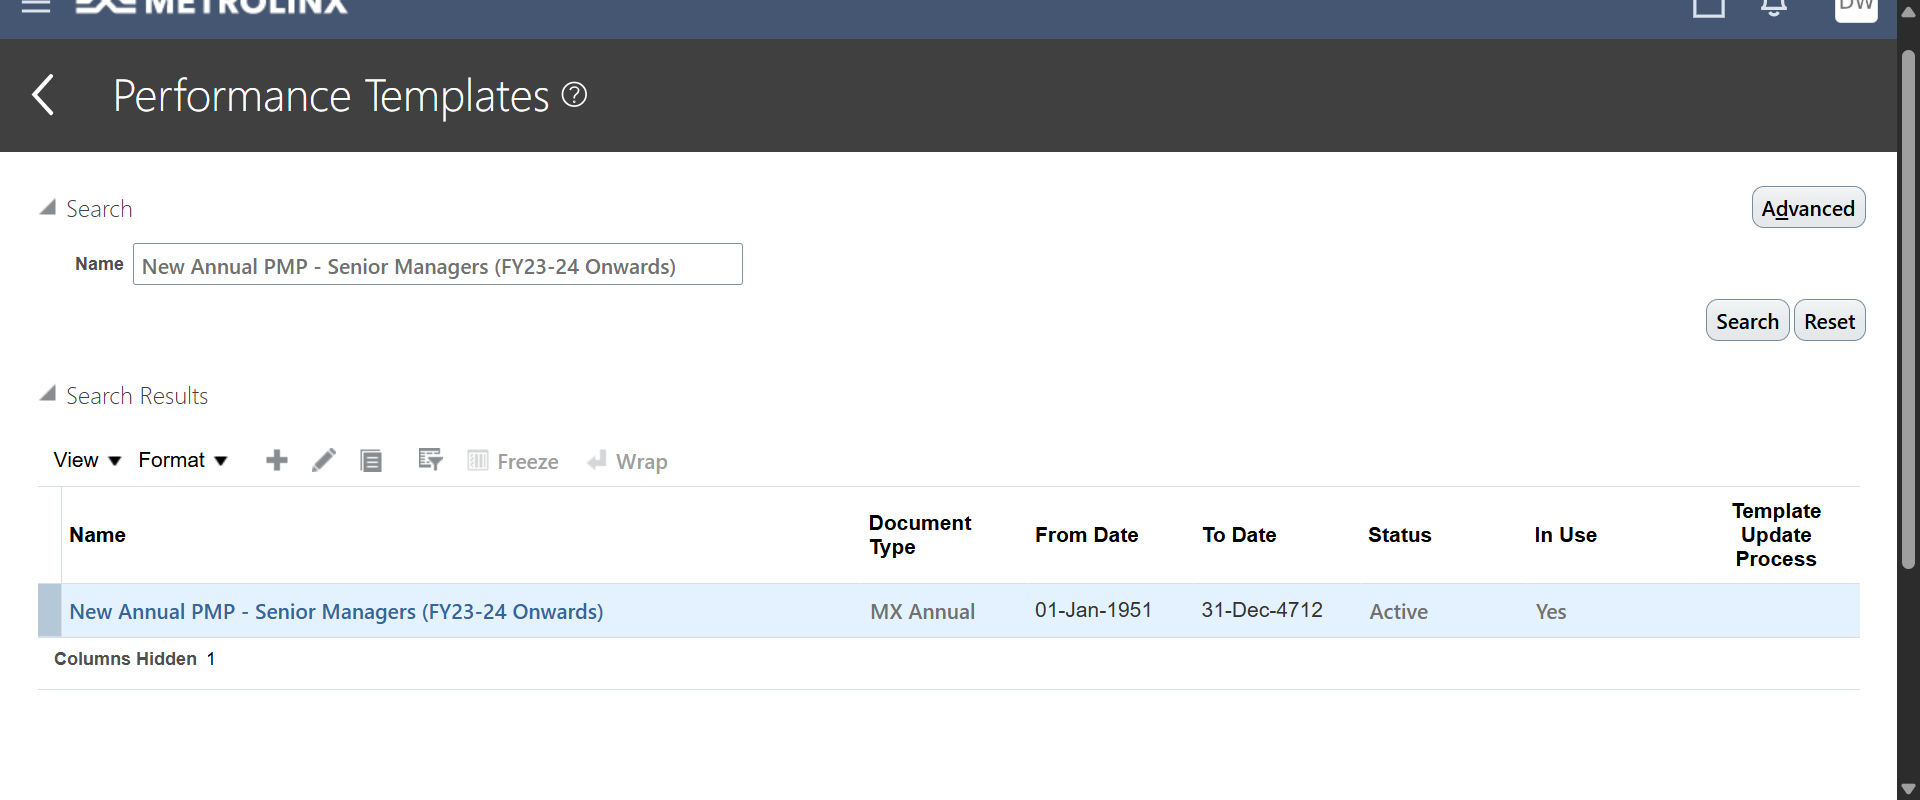 METROLINX
DW
Performance Templates ?
Search
Advanced
Name New Annual PMP - Senior Managers (FY23-24 Onwards)
Search Reset
Search Results
View Format Freeze Wrap
Name Document Type From Date To Date Status In Use Template Update Process
New Annual PMP - Senior Managers (FY23-24 Onwards) MX Annual 01-Jan-1951 31-Dec-4712 Active Yes
Columns Hidden 1